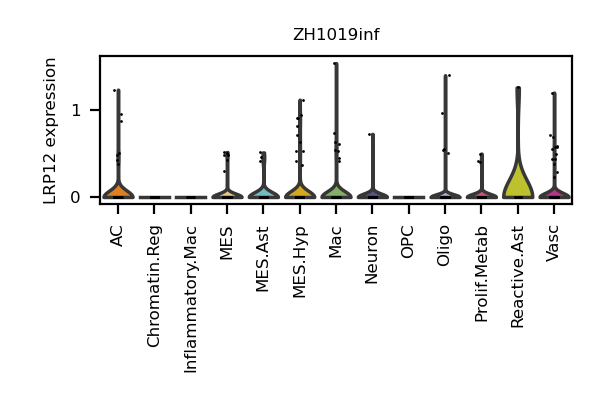 ZH1019inf
LRP12 expression
1
0
AC
Chromatin.Reg
Inflammatory.Mac
MES
MES.Ast
MES.Hyp
Mac
Neuron
OPC
Oligo
Prolif.Metab
Reactive.Ast
Vasc